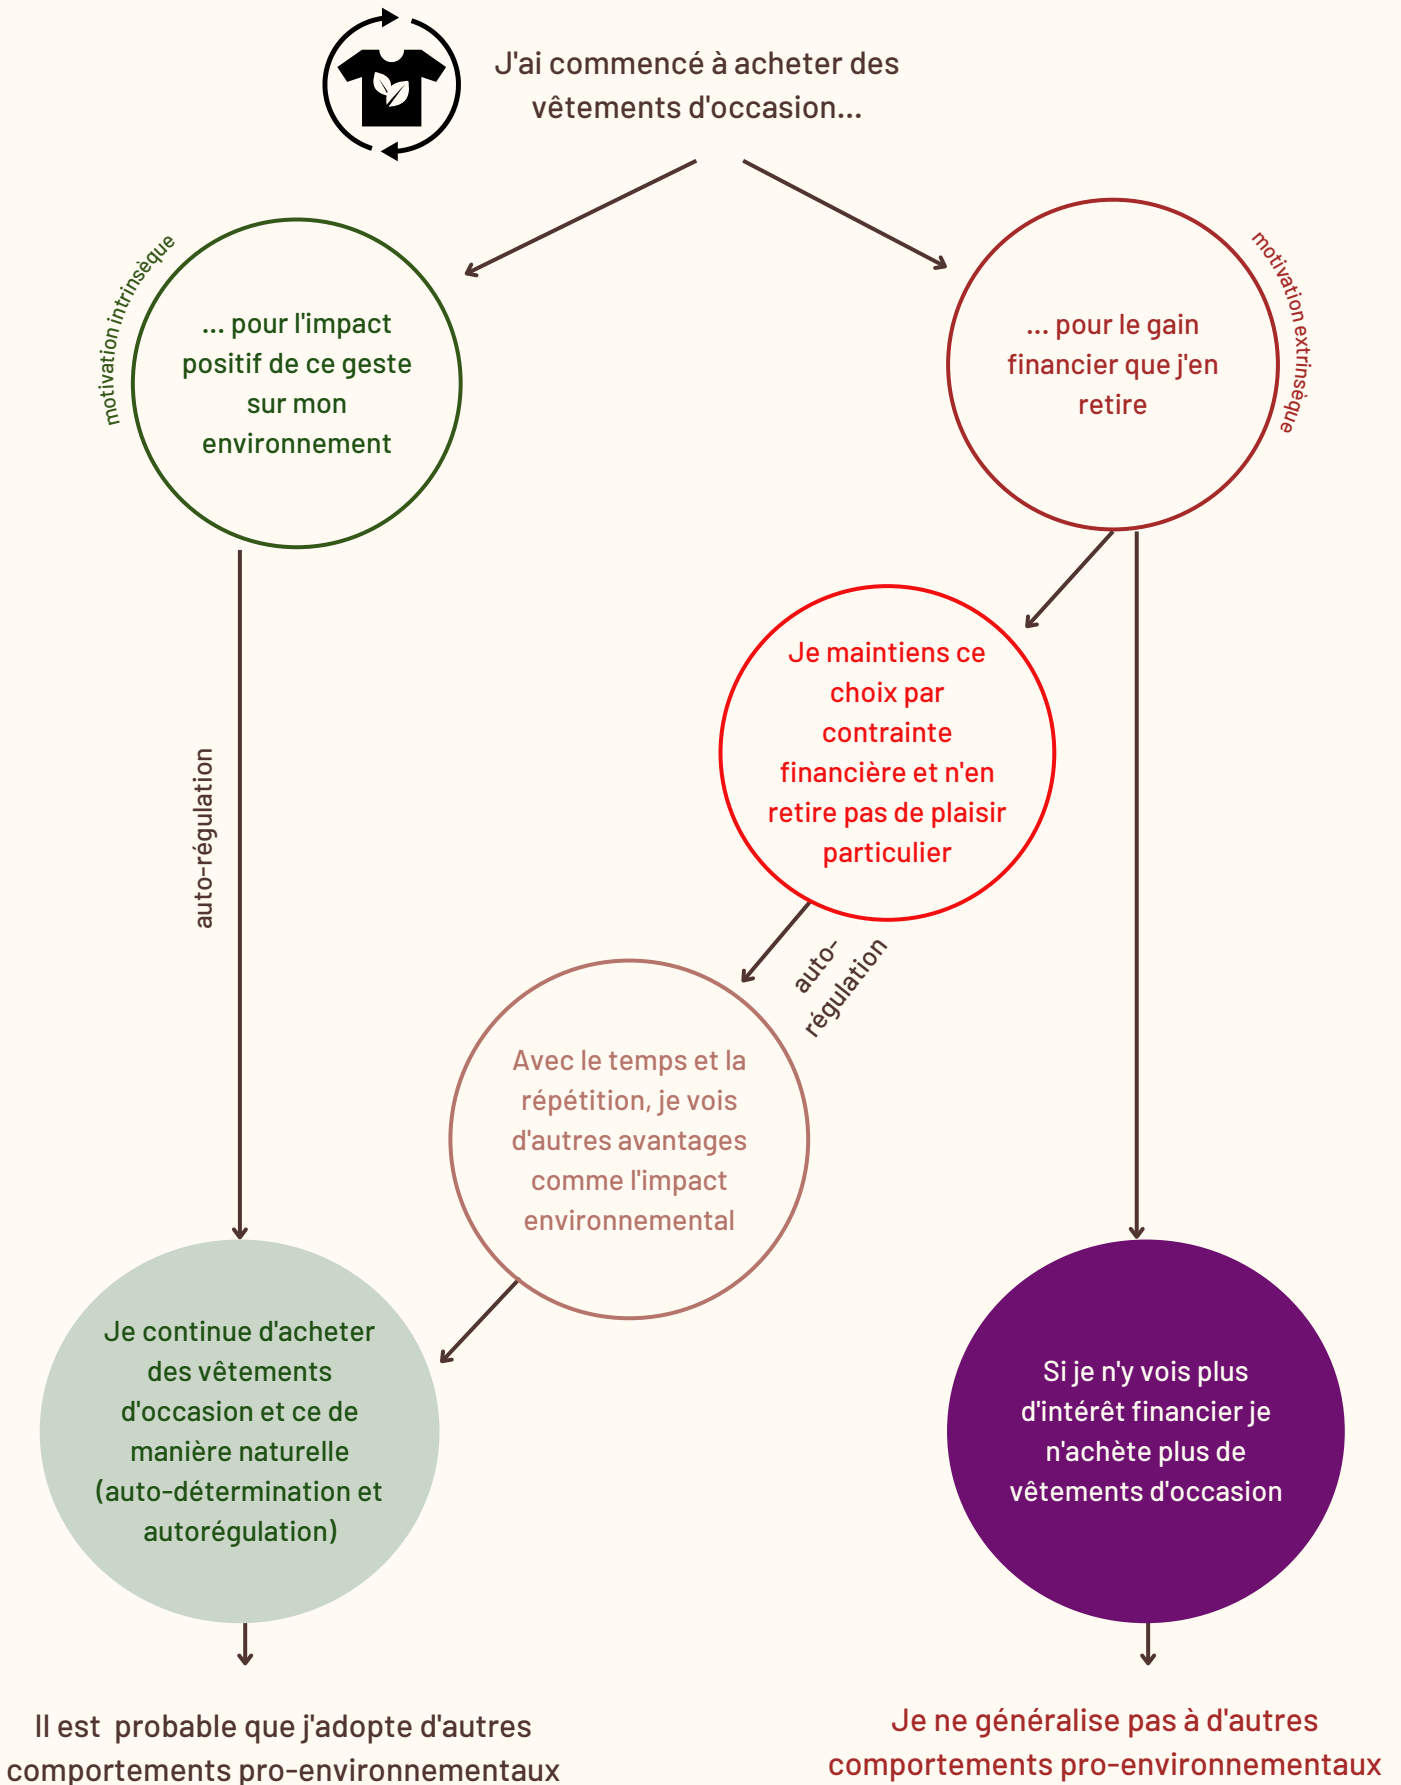 J'ai commencé à acheter des
vêtements d'occasion...
motivation intrinsèque
... pour l'impact
positif de ce geste
sur mon
environnement
... pour le gain
financier que j'en
retire
motivation extrinsèque
Je maintiens ce
choix par
contrainte
financière et n'en
retire pas de plaisir
particulier
auto-régulation
auto-
régulation
Avec le temps et la
répétition, je vois
d'autres avantages
comme l'impact
environnemental
Je continue d'acheter
des vêtements
d'occasion et ce de
manière naturelle
(auto-détermination et
autorégulation)
Si je n'y vois plus
d'intérêt financier je
n'achète plus de
vêtements d'occasion
Il est  probable que j'adopte d'autres
comportements pro-environnementaux
Je ne généralise pas à d'autres
comportements pro-environnementaux